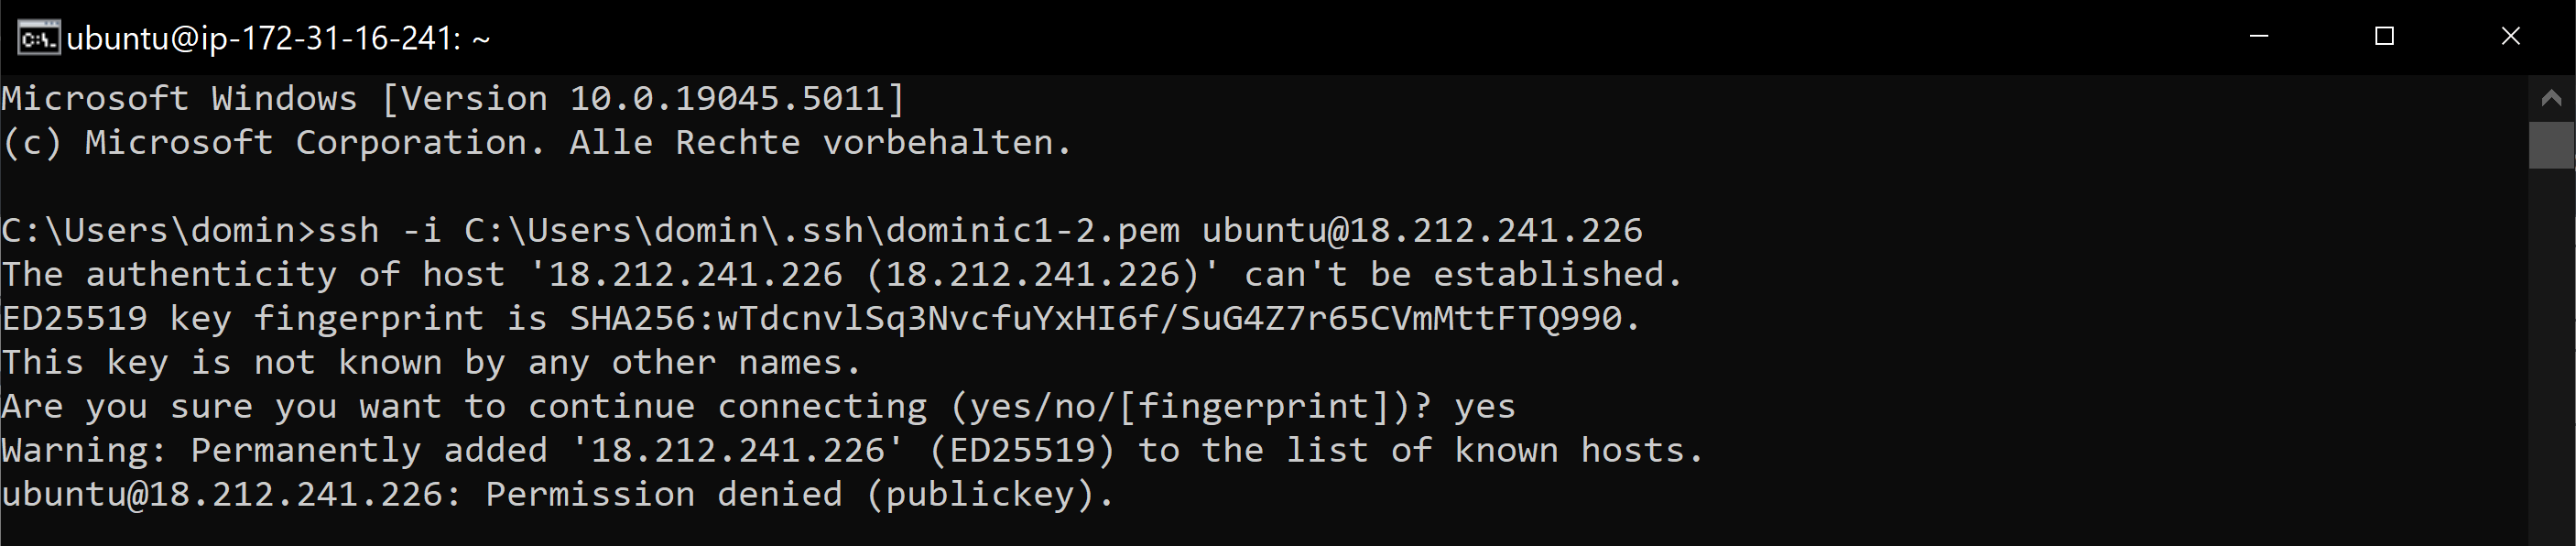 ubuntu@ip-172-31-16-241: ~
Microsoft Windows [Version 10.0.19045.5011]
(c) Microsoft Corporation. Alle Rechte vorbehalten.
C:\Users\domin>ssh -i C:\Users\domin\.ssh\dominic1-2.pem ubuntu@18.212.241.226
The authenticity of host '18.212.241.226 (18.212.241.226)' can't be established.
ED25519 key fingerprint is SHA256:wTdcnvlSq3NvcfuYxHI6f/SuG4Z7r65CVmMttFTQ990.
This key is not known by any other names.
Are you sure you want to continue connecting (yes/no/[fingerprint])? yes
Warning: Permanently added '18.212.241.226' (ED25519) to the list of known hosts.
ubuntu@18.212.241.226: Permission denied (publickey).